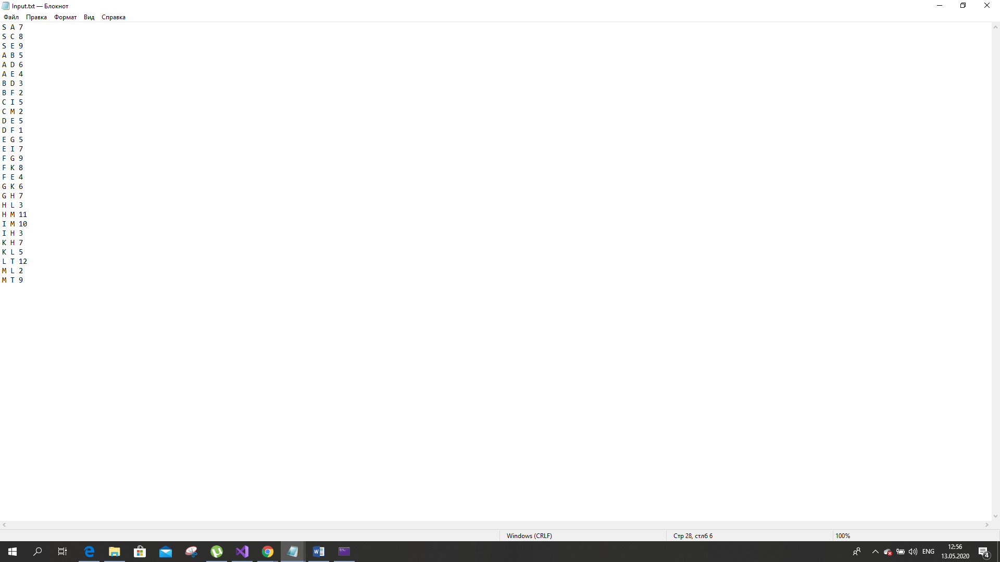 Input.txt — Блокнот
Файл Правка Формат Вид Справка
S A 7
S C 8
S E 9
A B 5
A D 6
A E 4
B D 3
B F 2
C I 5
C M 2
D E 5
D F 1
E G 5
E I 7
F G 9
F K 8
F E 4
G K 6
G H 7
H L 3
H M 11
I M 10
I H 3
K H 7
K L 5
L T 12
M L 2
M T 9
Windows (CRLF) Стр 28, стлб 6 100%
ENG 12:56
13.05.2020
4